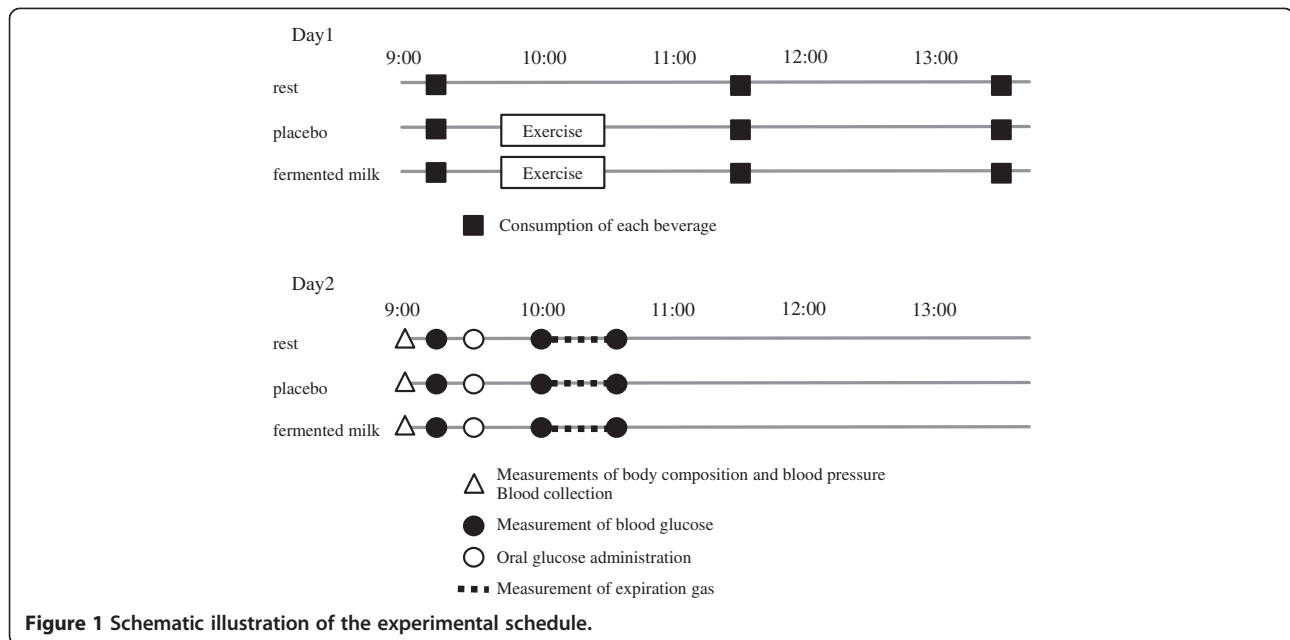 Day1
9:00 10:00 11:00 12:00 13:00
rest
placebo Exercise
fermented milk Exercise
Consumption of each beverage
Day2
9:00 10:00 11:00 12:00 13:00
rest
placebo
fermented milk
Measurements of body composition and blood pressure
Blood collection
Measurement of blood glucose
Oral glucose administration
Measurement of expiration gas
Figure 1 Schematic illustration of the experimental schedule.